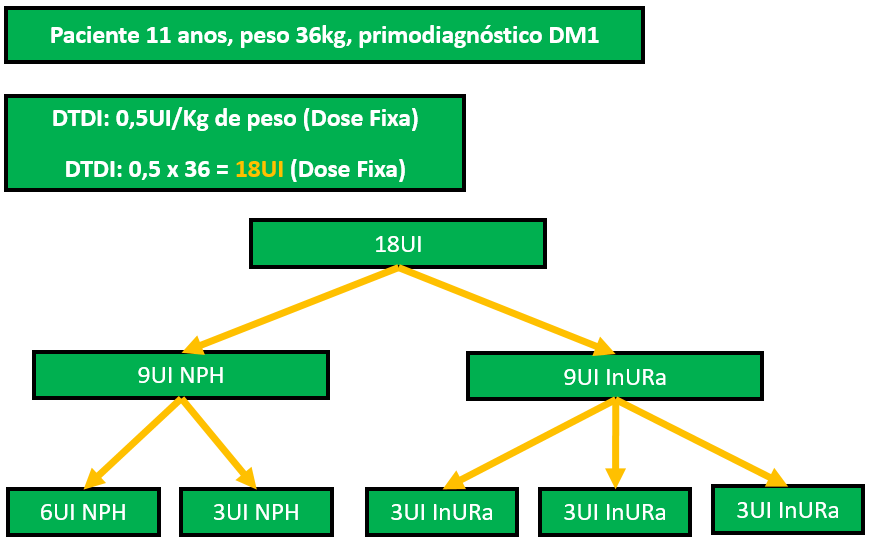 Paciente 11 anos, peso 36kg, primodiagnóstico DM1
DTDI: 0,5UI/Kg de peso (Dose Fixa)
DTDI: 0,5 x 36 = 18UI (Dose Fixa)
18UI
9UI NPH
9UI InURa
6UI NPH
3UI NPH
3UI InURa
3UI InURa
3UI InURa